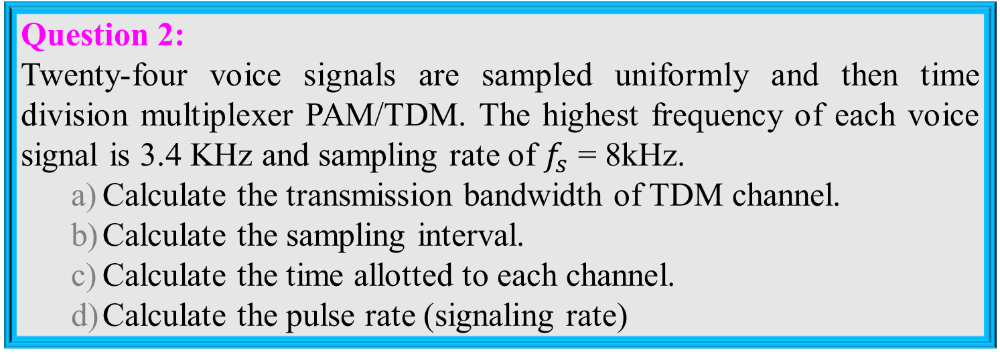 Question 2:
Twenty-four voice signals are sampled uniformly and then time
division multiplexer PAM/TDM. The highest frequency of each voice
signal is 3.4 KHz and sampling rate of 𝑓ₛ = 8kHz.
a) Calculate the transmission bandwidth of TDM channel.
b) Calculate the sampling interval.
c) Calculate the time allotted to each channel.
d) Calculate the pulse rate (signaling rate)